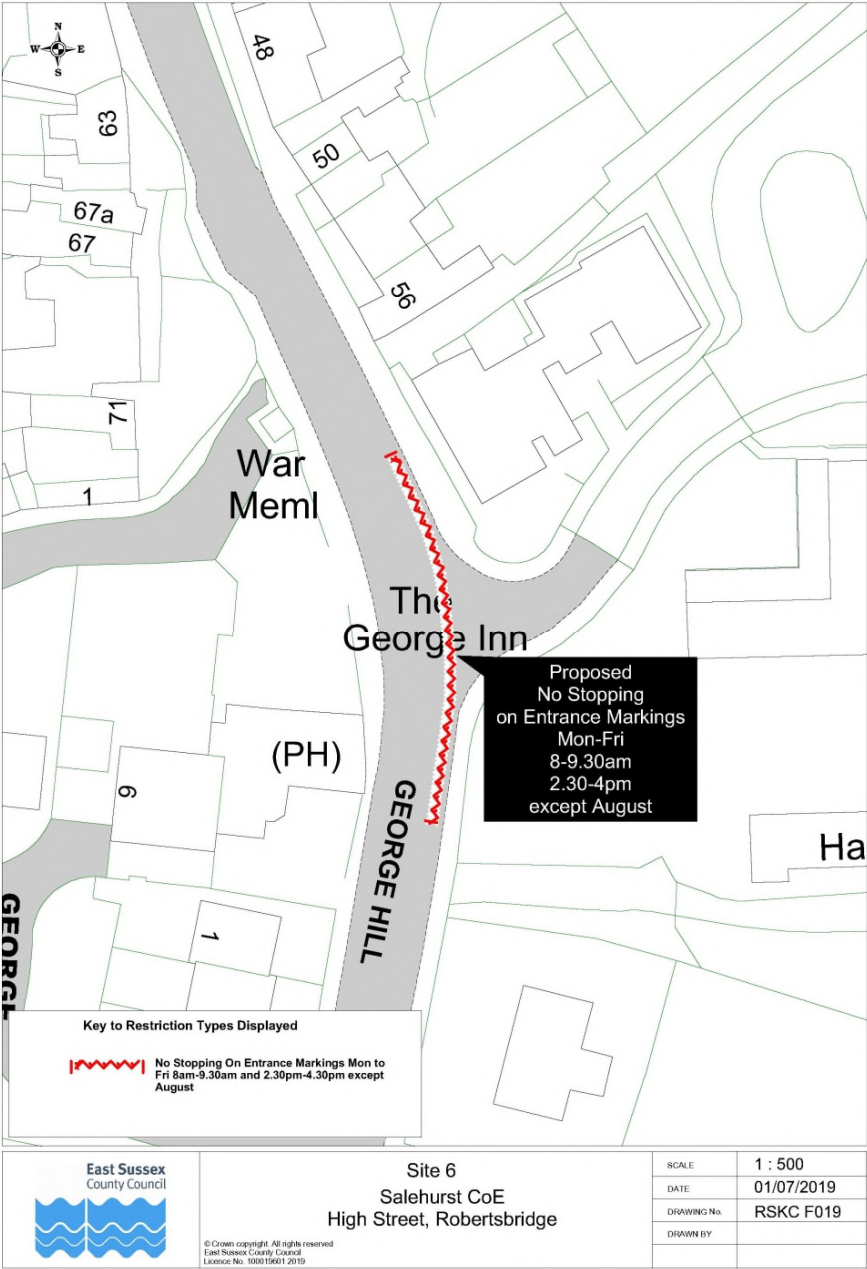 N
W E
S
48
63
50
67a
67
56
71
1
War
Meml
The
George Inn
Proposed
No Stopping
on Entrance Markings
Mon-Fri
8-9.30am
2.30-4pm
except August
(PH)
9
GEORGE HILL
Ha
1
GEORGE
Key to Restriction Types Displayed
No Stopping On Entrance Markings Mon to
Fri 8am-9.30am and 2.30pm-4.30pm except
August
East Sussex
County Council
Site 6
Salehurst CoE
High Street, Robertsbridge
© Crown copyright. All rights reserved
East Sussex County Council
Licence No. 100019601 2019
SCALE 1 : 500
DATE 01/07/2019
DRAWING No. RSKC F019
DRAWN BY